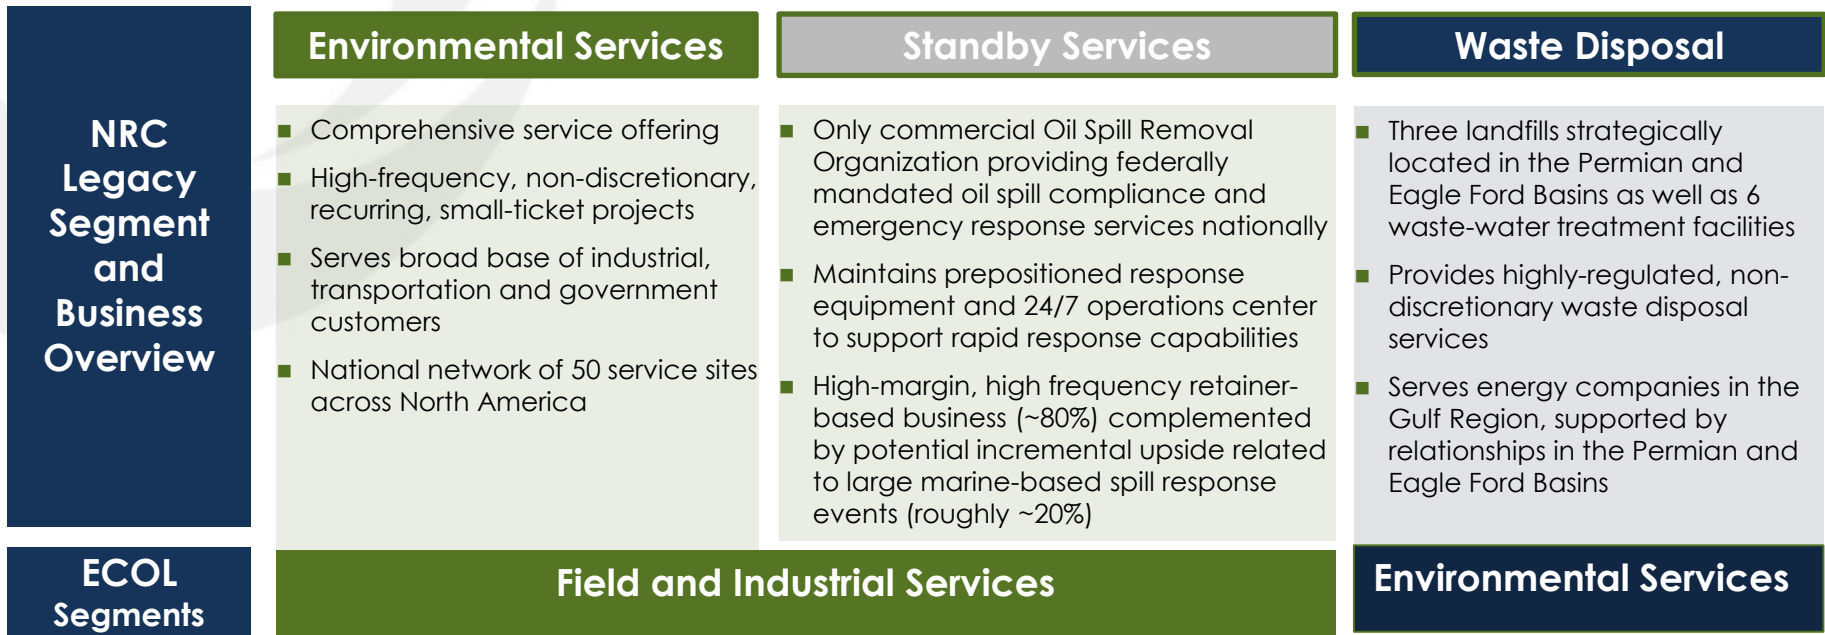 NRC
Legacy
Segment
and
Business
Overview
Environmental Services
■ Comprehensive service offering
■ High-frequency, non-discretionary,
recurring, small-ticket projects
■ Serves broad base of industrial,
transportation and government
customers
■ National network of 50 service sites
across North America
Standby Services
■ Only commercial Oil Spill Removal
Organization providing federally
mandated oil spill compliance and
emergency response services nationally
■ Maintains prepositioned response
equipment and 24/7 operations center
to support rapid response capabilities
■ High-margin, high frequency retainer-
based business (~80%) complemented
by potential incremental upside related
to large marine-based spill response
events (roughly ~20%)
Waste Disposal
■ Three landfills strategically
located in the Permian and
Eagle Ford Basins as well as 6
waste-water treatment facilities
■ Provides highly-regulated, non-
discretionary waste disposal
services
■ Serves energy companies in the
Gulf Region, supported by
relationships in the Permian and
Eagle Ford Basins
ECOL
Segments
Field and Industrial Services
Environmental Services